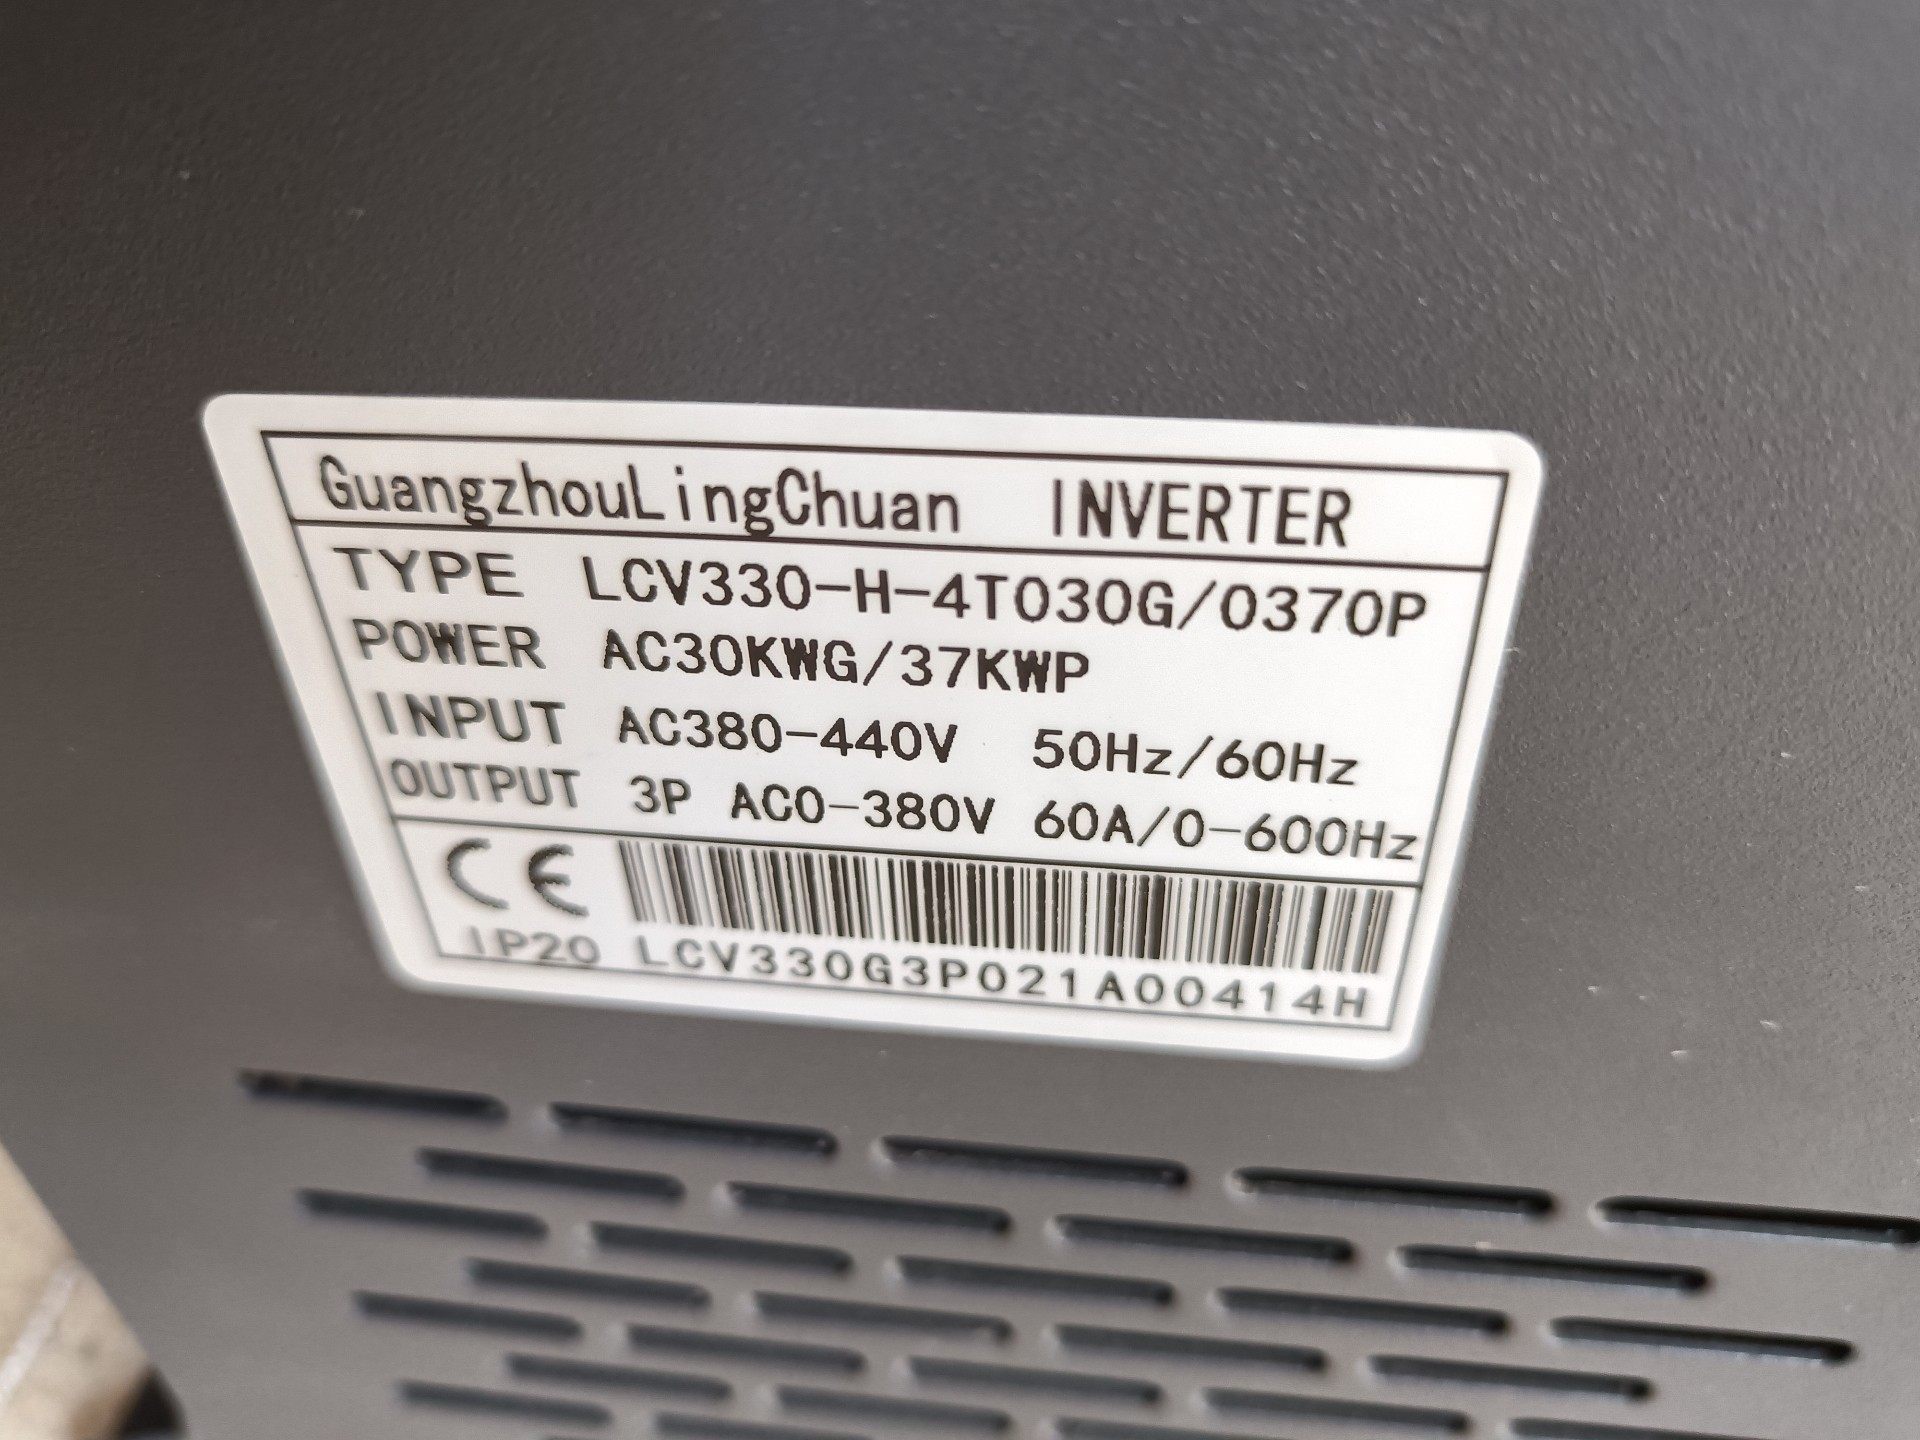 GuangzhouLingChuan INVERTER
TYPE LCV330-H-4T030G/0370P
POWER AC30KWG/37KWP
INPUT AC380-440V 50Hz/60Hz
OUTPUT 3P AC0-380V 60A/0-600Hz
CE
IP20 LCV330G3P021A00414H